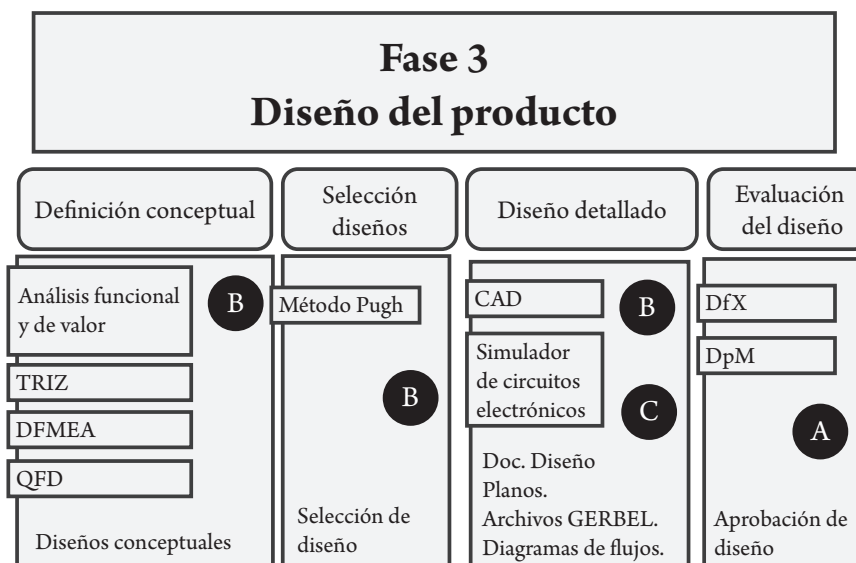 Fase 3
Diseño del producto
Definición conceptual
Selección
diseños
Diseño detallado
Evaluación
del diseño
Análisis funcional
y de valor
B
TRIZ
DFMEA
QFD
Diseños conceptuales
Método Pugh
B
Selección de
diseño
CAD
B
Simulador
de circuitos
electrónicos
C
Doc. Diseño
Planos.
Archivos GERBEL.
Diagramas de flujos.
DfX
DpM
A
Aprobación de
diseño